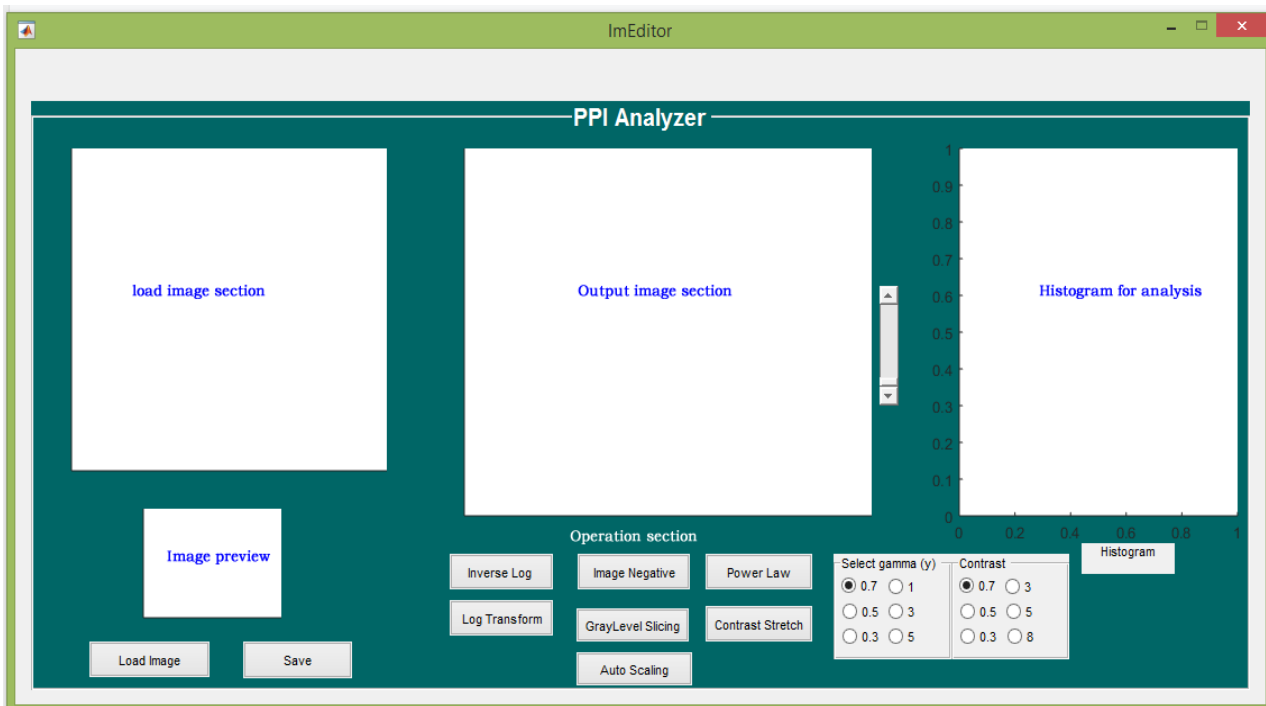 ImEditor
PPI Analyzer
load image section
Output image section
Histogram for analysis
1
0.9
0.8
0.7
0.6
0.5
0.4
0.3
0.2
0.1
0
0 0.2 0.4 0.6 0.8 1
Histogram
Image preview
Load Image
Save
Operation section
Inverse Log
Image Negative
Power Law
Log Transform
GrayLevel Slicing
Contrast Stretch
Auto Scaling
Select gamma (y)
0.7 1
0.5 3
0.3 5
Contrast
0.7 3
0.5 5
0.3 8